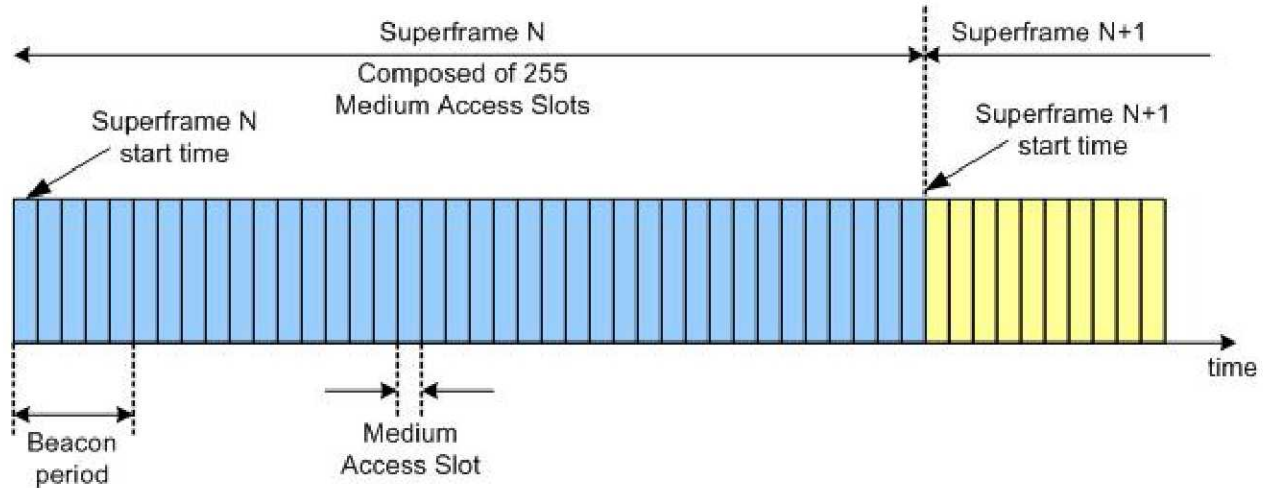 Superframe N
Superframe N+1
Composed of 255
Medium Access Slots
Superframe N
start time
Superframe N+1
start time
time
Beacon
period
Medium
Access Slot